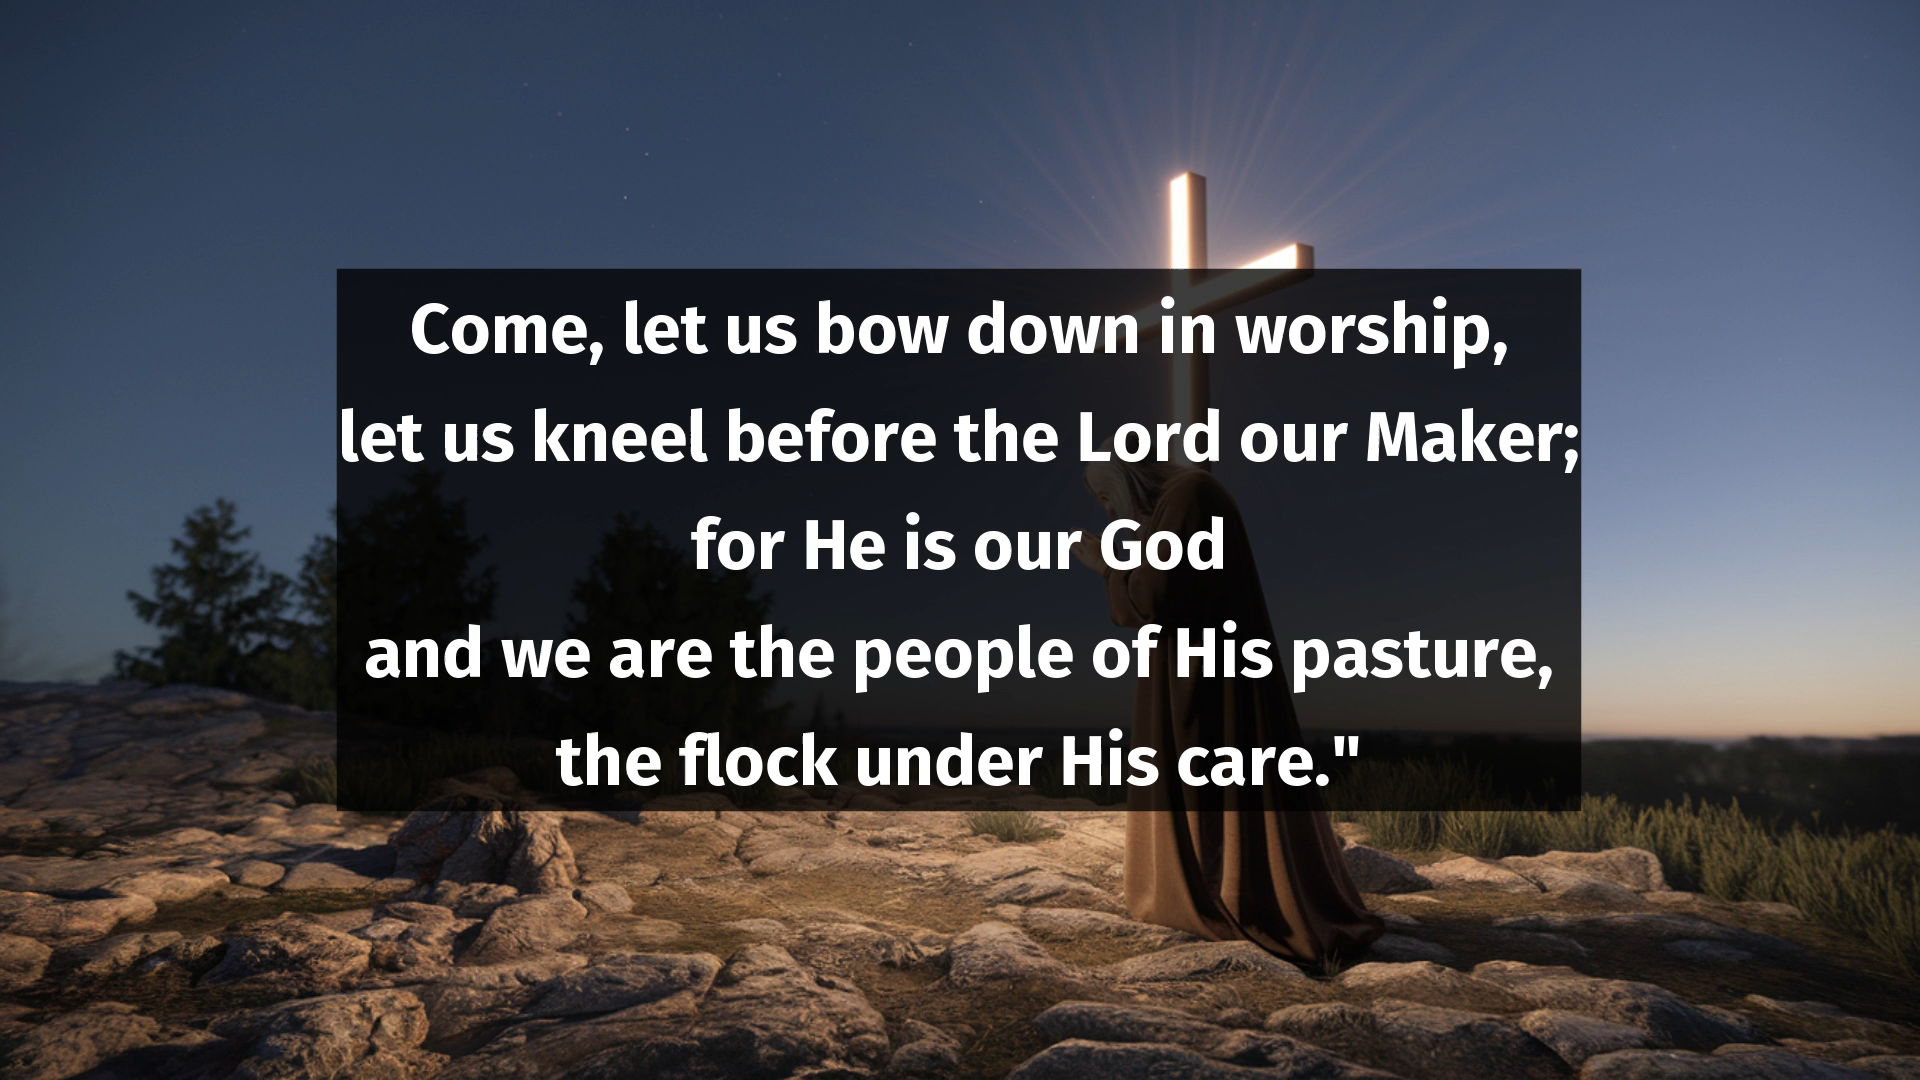 Come, let us bow down in worship,
let us kneel before the Lord our Maker;
for He is our God
and we are the people of His pasture,
the flock under His care."